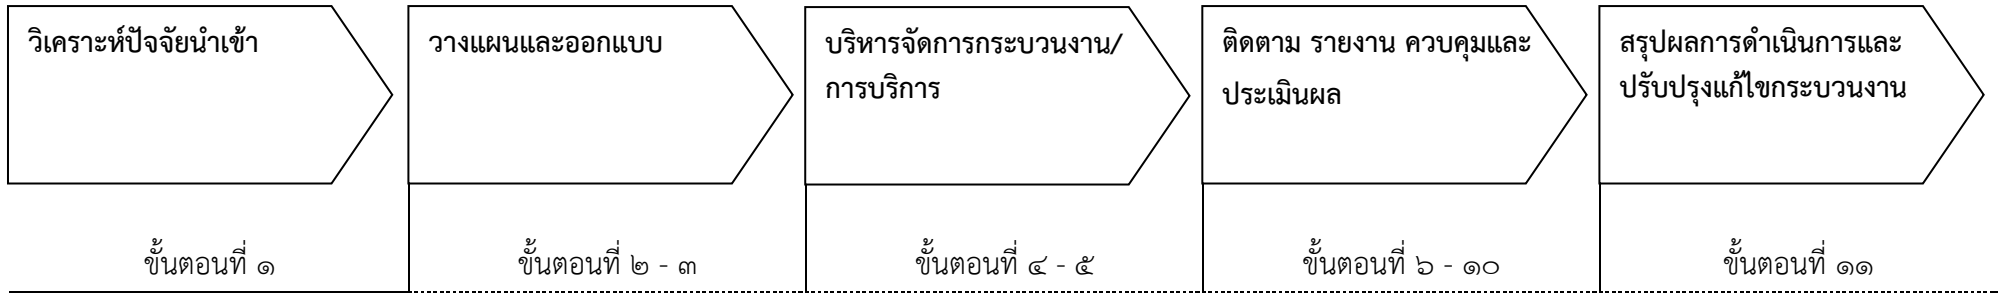 วิเคราะห์ปัจจัยนำเข้า
วางแผนและออกแบบ
บริหารจัดการกระบวนงาน/
การบริการ
ติดตาม รายงาน ควบคุมและ
ประเมินผล
สรุปผลการดำเนินการและ
ปรับปรุงแก้ไขกระบวนงาน
ขั้นตอนที่ ๑
ขั้นตอนที่ ๒ - ๓
ขั้นตอนที่ ๔ - ๕
ขั้นตอนที่ ๖ - ๑๐
ขั้นตอนที่ ๑๑